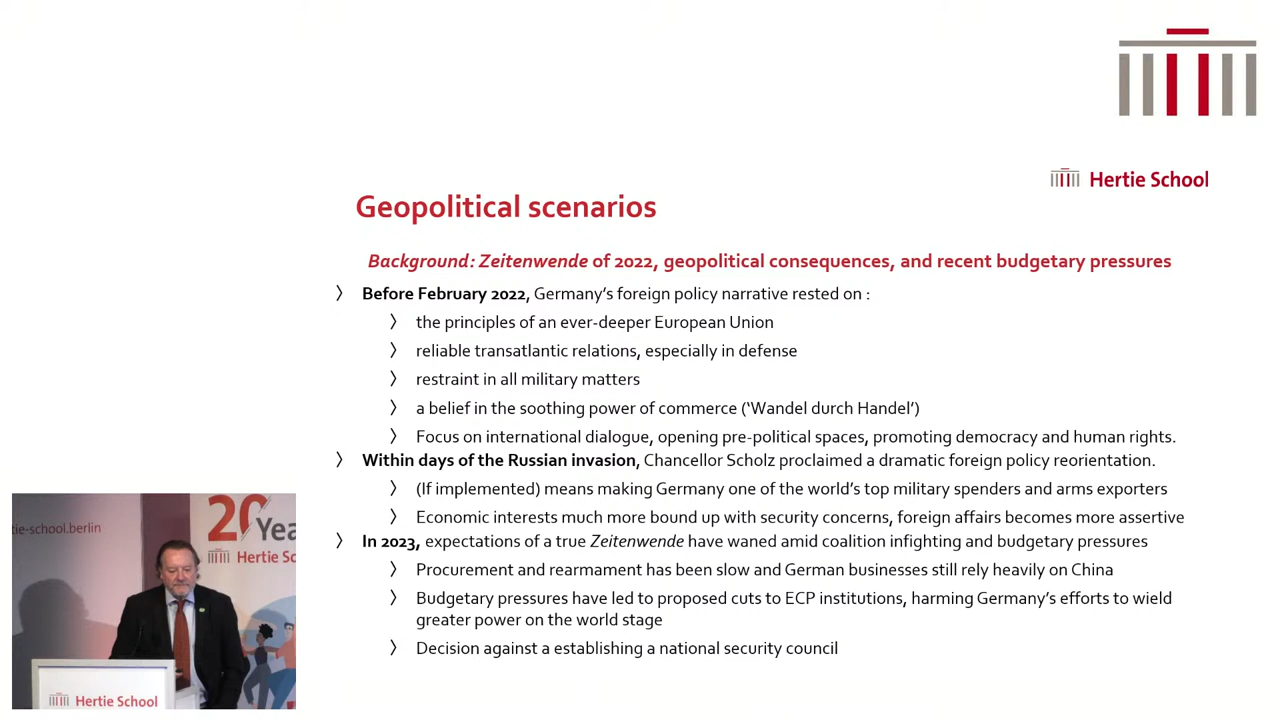 Hertie School
Geopolitical scenarios
Background: Zeitenwende of 2022, geopolitical consequences, and recent budgetary pressures
〉 Before February 2022, Germany's foreign policy narrative rested on :
〉 the principles of an ever-deeper European Union
〉 reliable transatlantic relations, especially in defense
〉 restraint in all military matters
〉 a belief in the soothing power of commerce ('Wandel durch Handel')
〉 Focus on international dialogue, opening pre-political spaces, promoting democracy and human rights.
〉 Within days of the Russian invasion, Chancellor Scholz proclaimed a dramatic foreign policy reorientation.
〉 (If implemented) means making Germany one of the world's top military spenders and arms exporters
〉 Economic interests much more bound up with security concerns, foreign affairs becomes more assertive
〉 In 2023, expectations of a true Zeitenwende have waned amid coalition infighting and budgetary pressures
〉 Procurement and rearmament has been slow and German businesses still rely heavily on China
〉 Budgetary pressures have led to proposed cuts to ECP institutions, harming Germany's efforts to wield
greater power on the world stage
〉 Decision against a establishing a national security council
tie-school.berlin
20 Yea
Hertie Sc
Hertie School